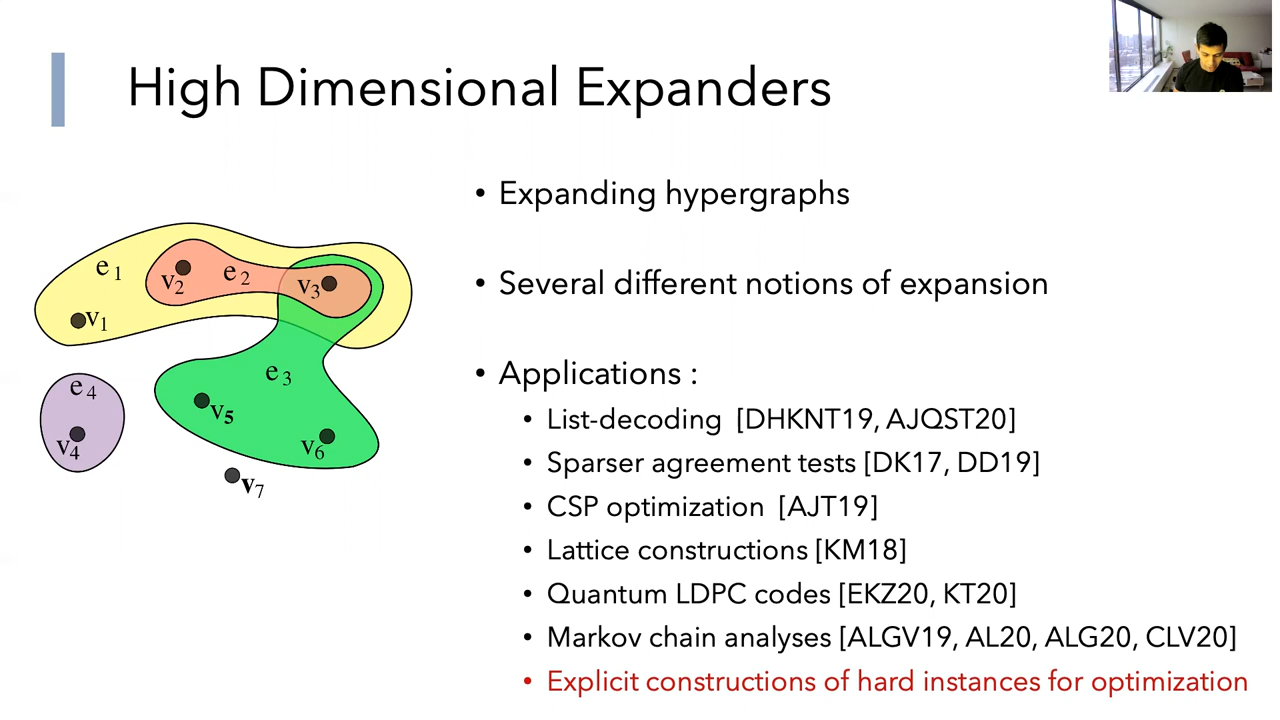 High Dimensional Expanders
• Expanding hypergraphs
• Several different notions of expansion
• Applications :
• List-decoding [DHKNT19, AJQST20]
• Sparser agreement tests [DK17, DD19]
• CSP optimization [AJT19]
• Lattice constructions [KM18]
• Quantum LDPC codes [EKZ20, KT20]
• Markov chain analyses [ALGV19, AL20, ALG20, CLV20]
• Explicit constructions of hard instances for optimization
e1
v2
e2
v3
v1
e3
e4
v5
v4
v6
v7